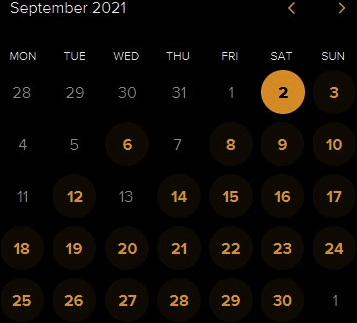 September 2021
MON TUE WED THU FRI SAT SUN
28 29 30 31 1 2 3
4 5 6 7 8 9 10
11 12 13 14 15 16 17
18 19 20 21 22 23 24
25 26 27 28 29 30 1